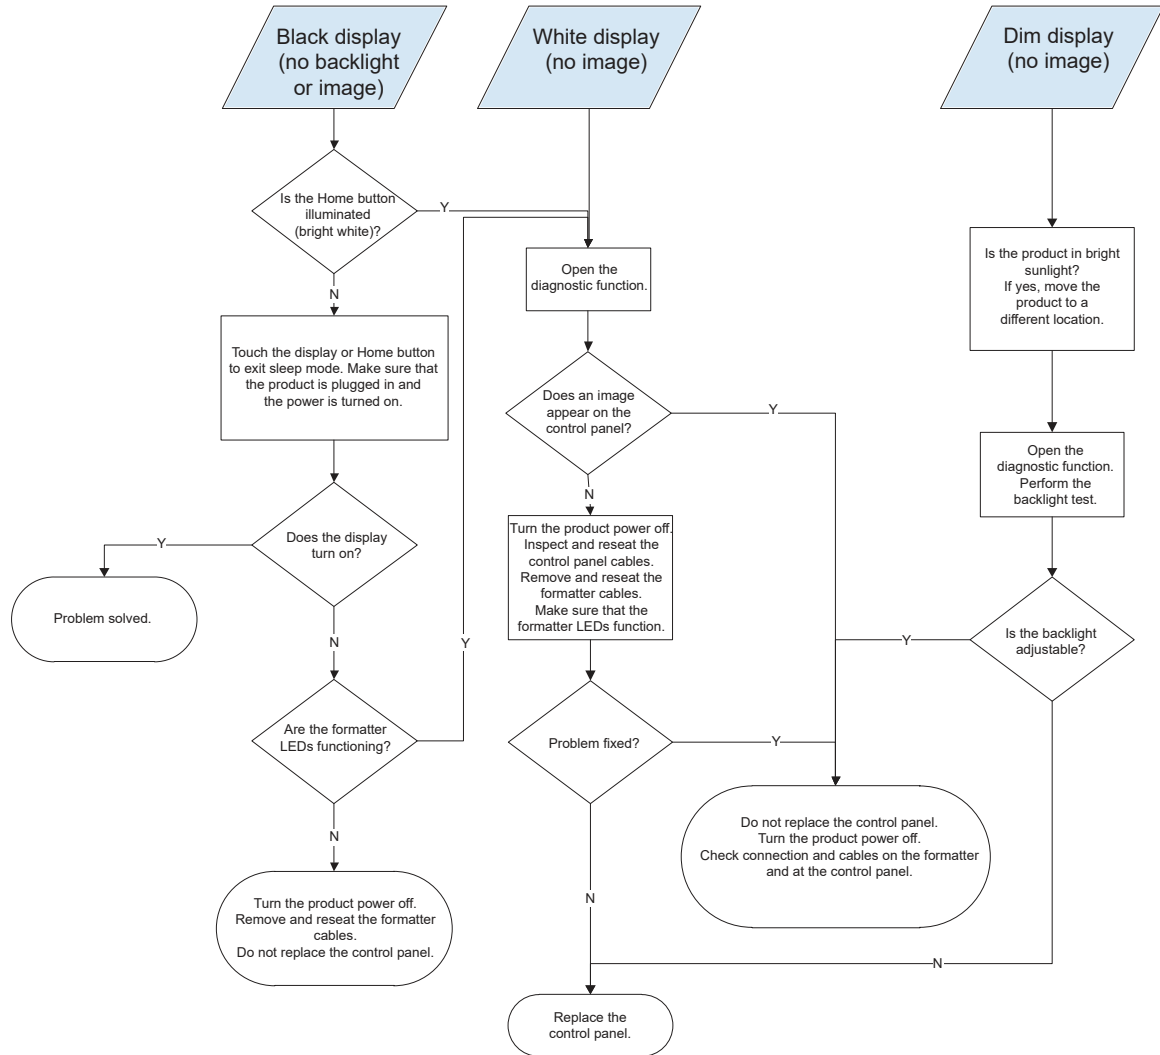 Black display
(no backlight
or image)
White display
(no image)
Dim display
(no image)
Is the Home button
illuminated
(bright white)?
Y
N
Touch the display or Home button
to exit sleep mode. Make sure that
the product is plugged in and
the power is turned on.
Does the display
turn on?
Y
Problem solved.
N
Are the formatter
LEDs functioning?
Y
N
Turn the product power off.
Remove and reseat the formatter
cables.
Do not replace the control panel.
Open the
diagnostic function.
Does an image
appear on the
control panel?
Y
N
Turn the product power off.
Inspect and reseat the
control panel cables.
Remove and reseat the
formatter cables.
Make sure that the
formatter LEDs function.
Problem fixed?
Y
N
Do not replace the control panel.
Turn the product power off.
Check connection and cables on the formatter
and at the control panel.
Replace the
control panel.
Is the product in bright
sunlight?
If yes, move the
product to a
different location.
Open the
diagnostic function.
Perform the
backlight test.
Is the backlight
adjustable?
Y
N